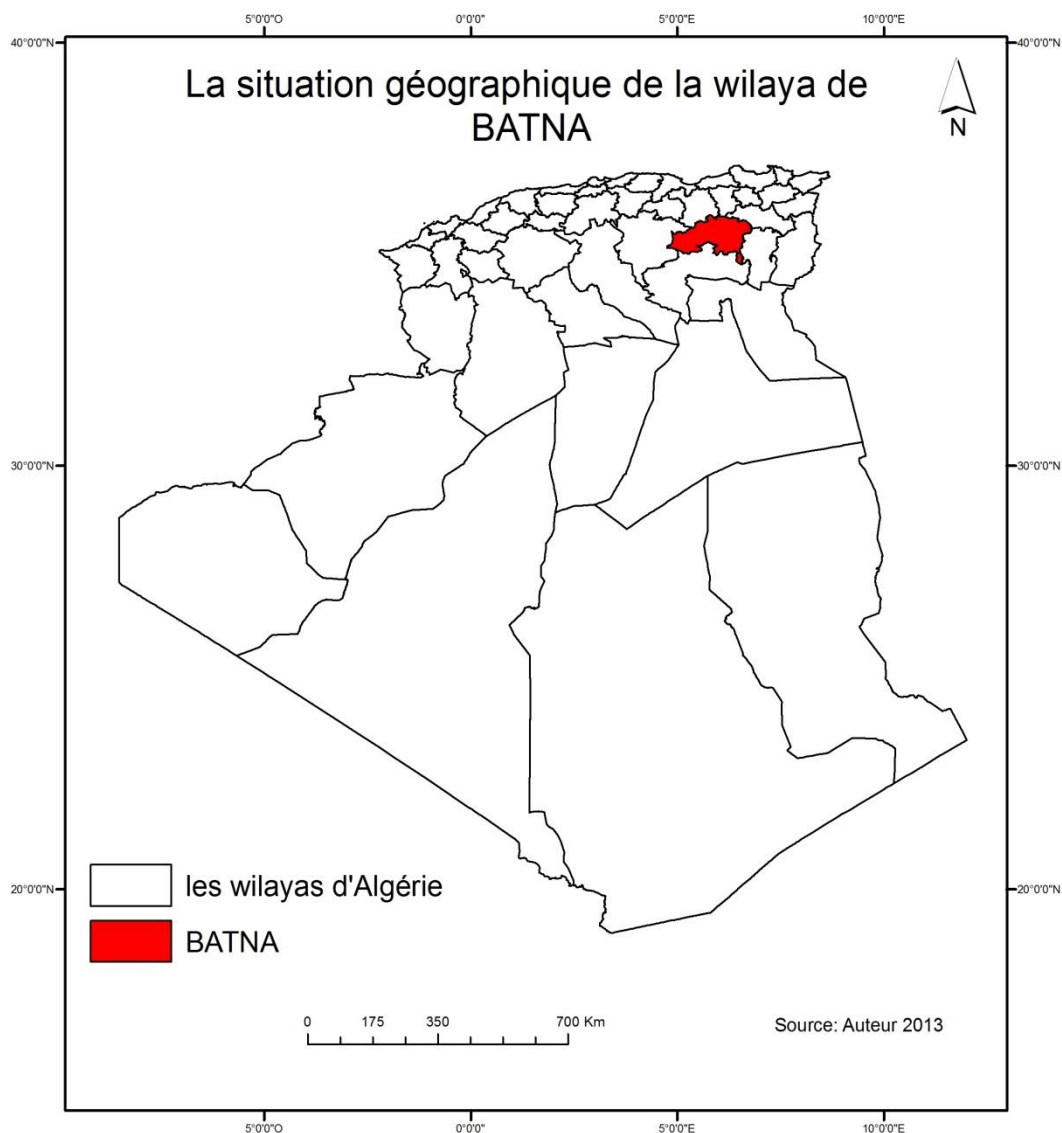 5°0'0"O 0°0'0" 5°0'0"E 10°0'0"E
40°0'0"N 40°0'0"N
La situation géographique de la wilaya de
BATNA
N
30°0'0"N 30°0'0"N
20°0'0"N 20°0'0"N
les wilayas d'Algérie
BATNA
0 175 350 700 Km
Source: Auteur 2013
5°0'0"O 0°0'0" 5°0'0"E 10°0'0"E